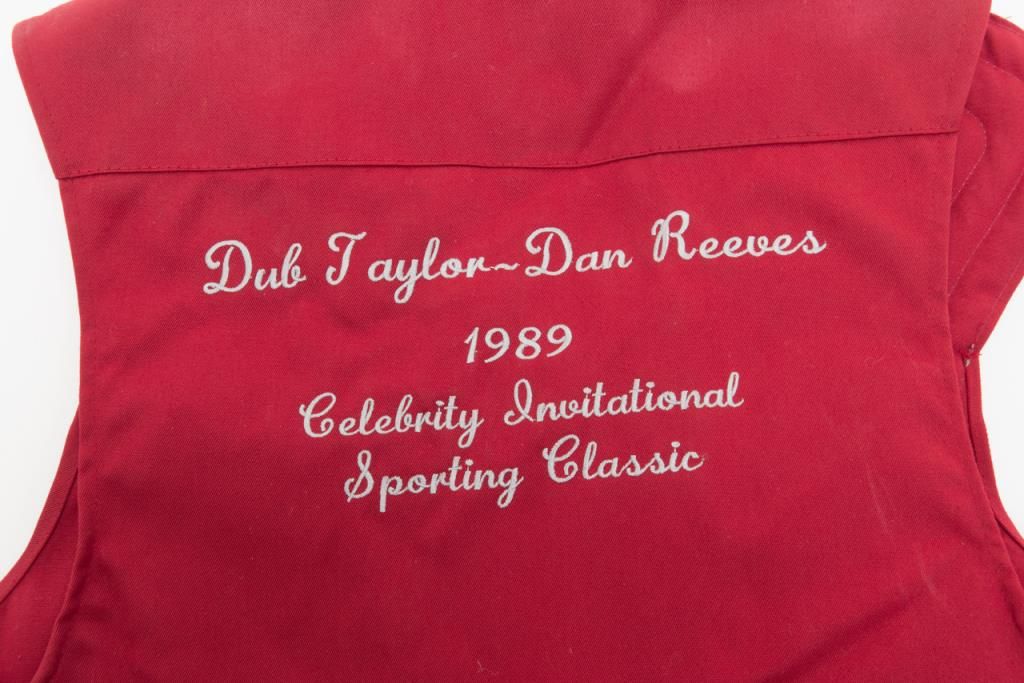 Dub Taylor~Dan Reeves
1989
Celebrity Invitational
Sporting Classic